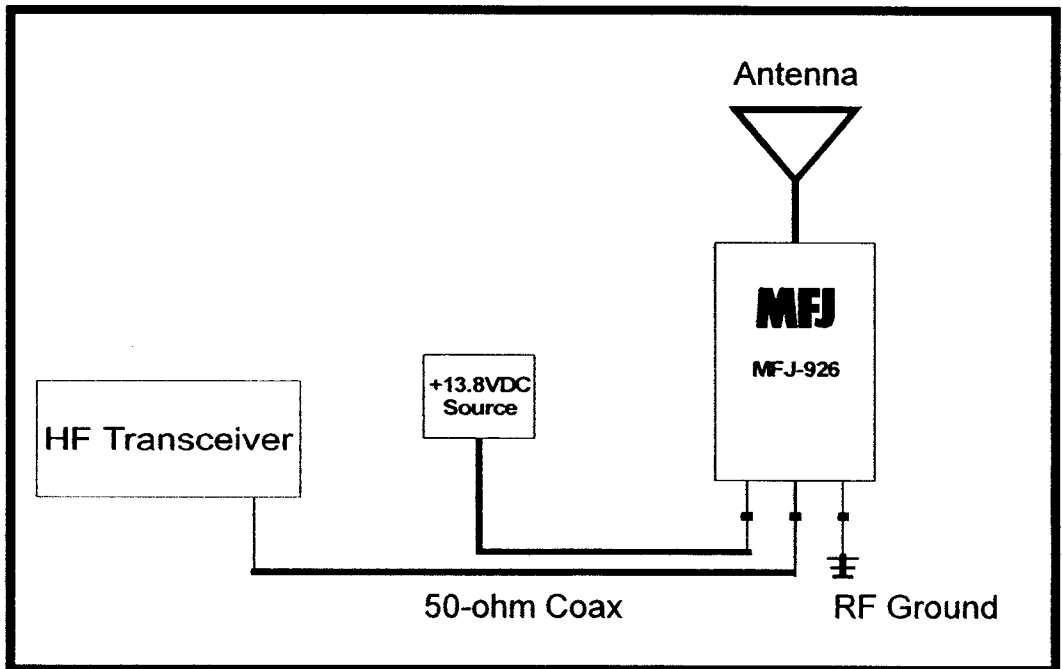 Antenna
MFJ
MFJ-926
+13.8VDC
Source
HF Transceiver
50-ohm Coax
RF Ground